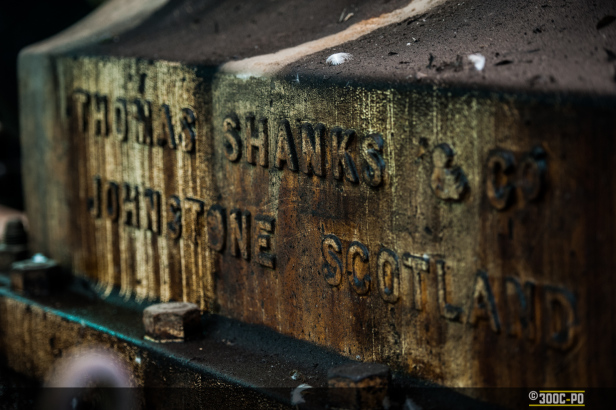 THOMAS SHANKS & CO
JOHNSTONE SCOTLAND
© 300C-PO